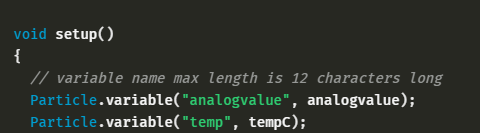 void setup()
{
// variable name max length is 12 characters long
Particle.variable("analogvalue", analogvalue);
Particle.variable("temp", tempC);